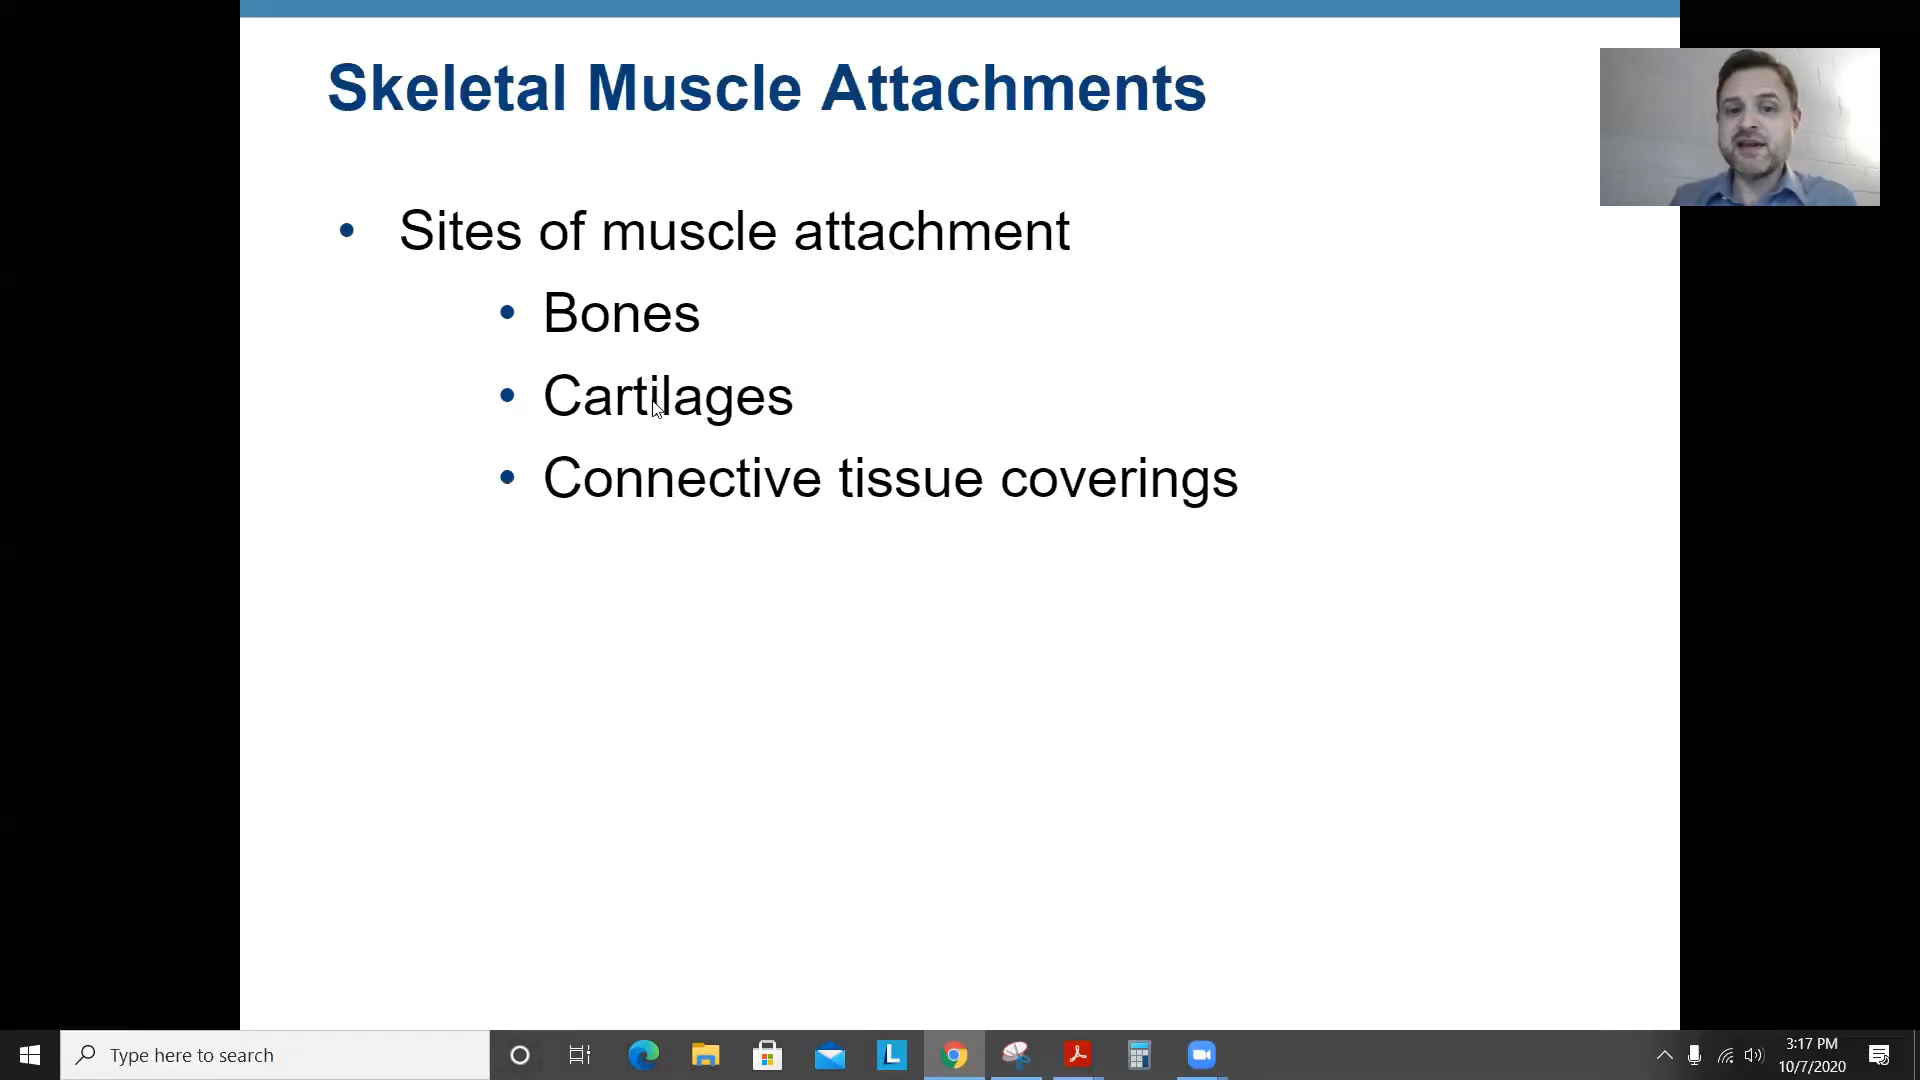 Skeletal Muscle Attachments
• Sites of muscle attachment
• Bones
• Cartilages
• Connective tissue coverings
Type here to search
L
3:17 PM
10/7/2020